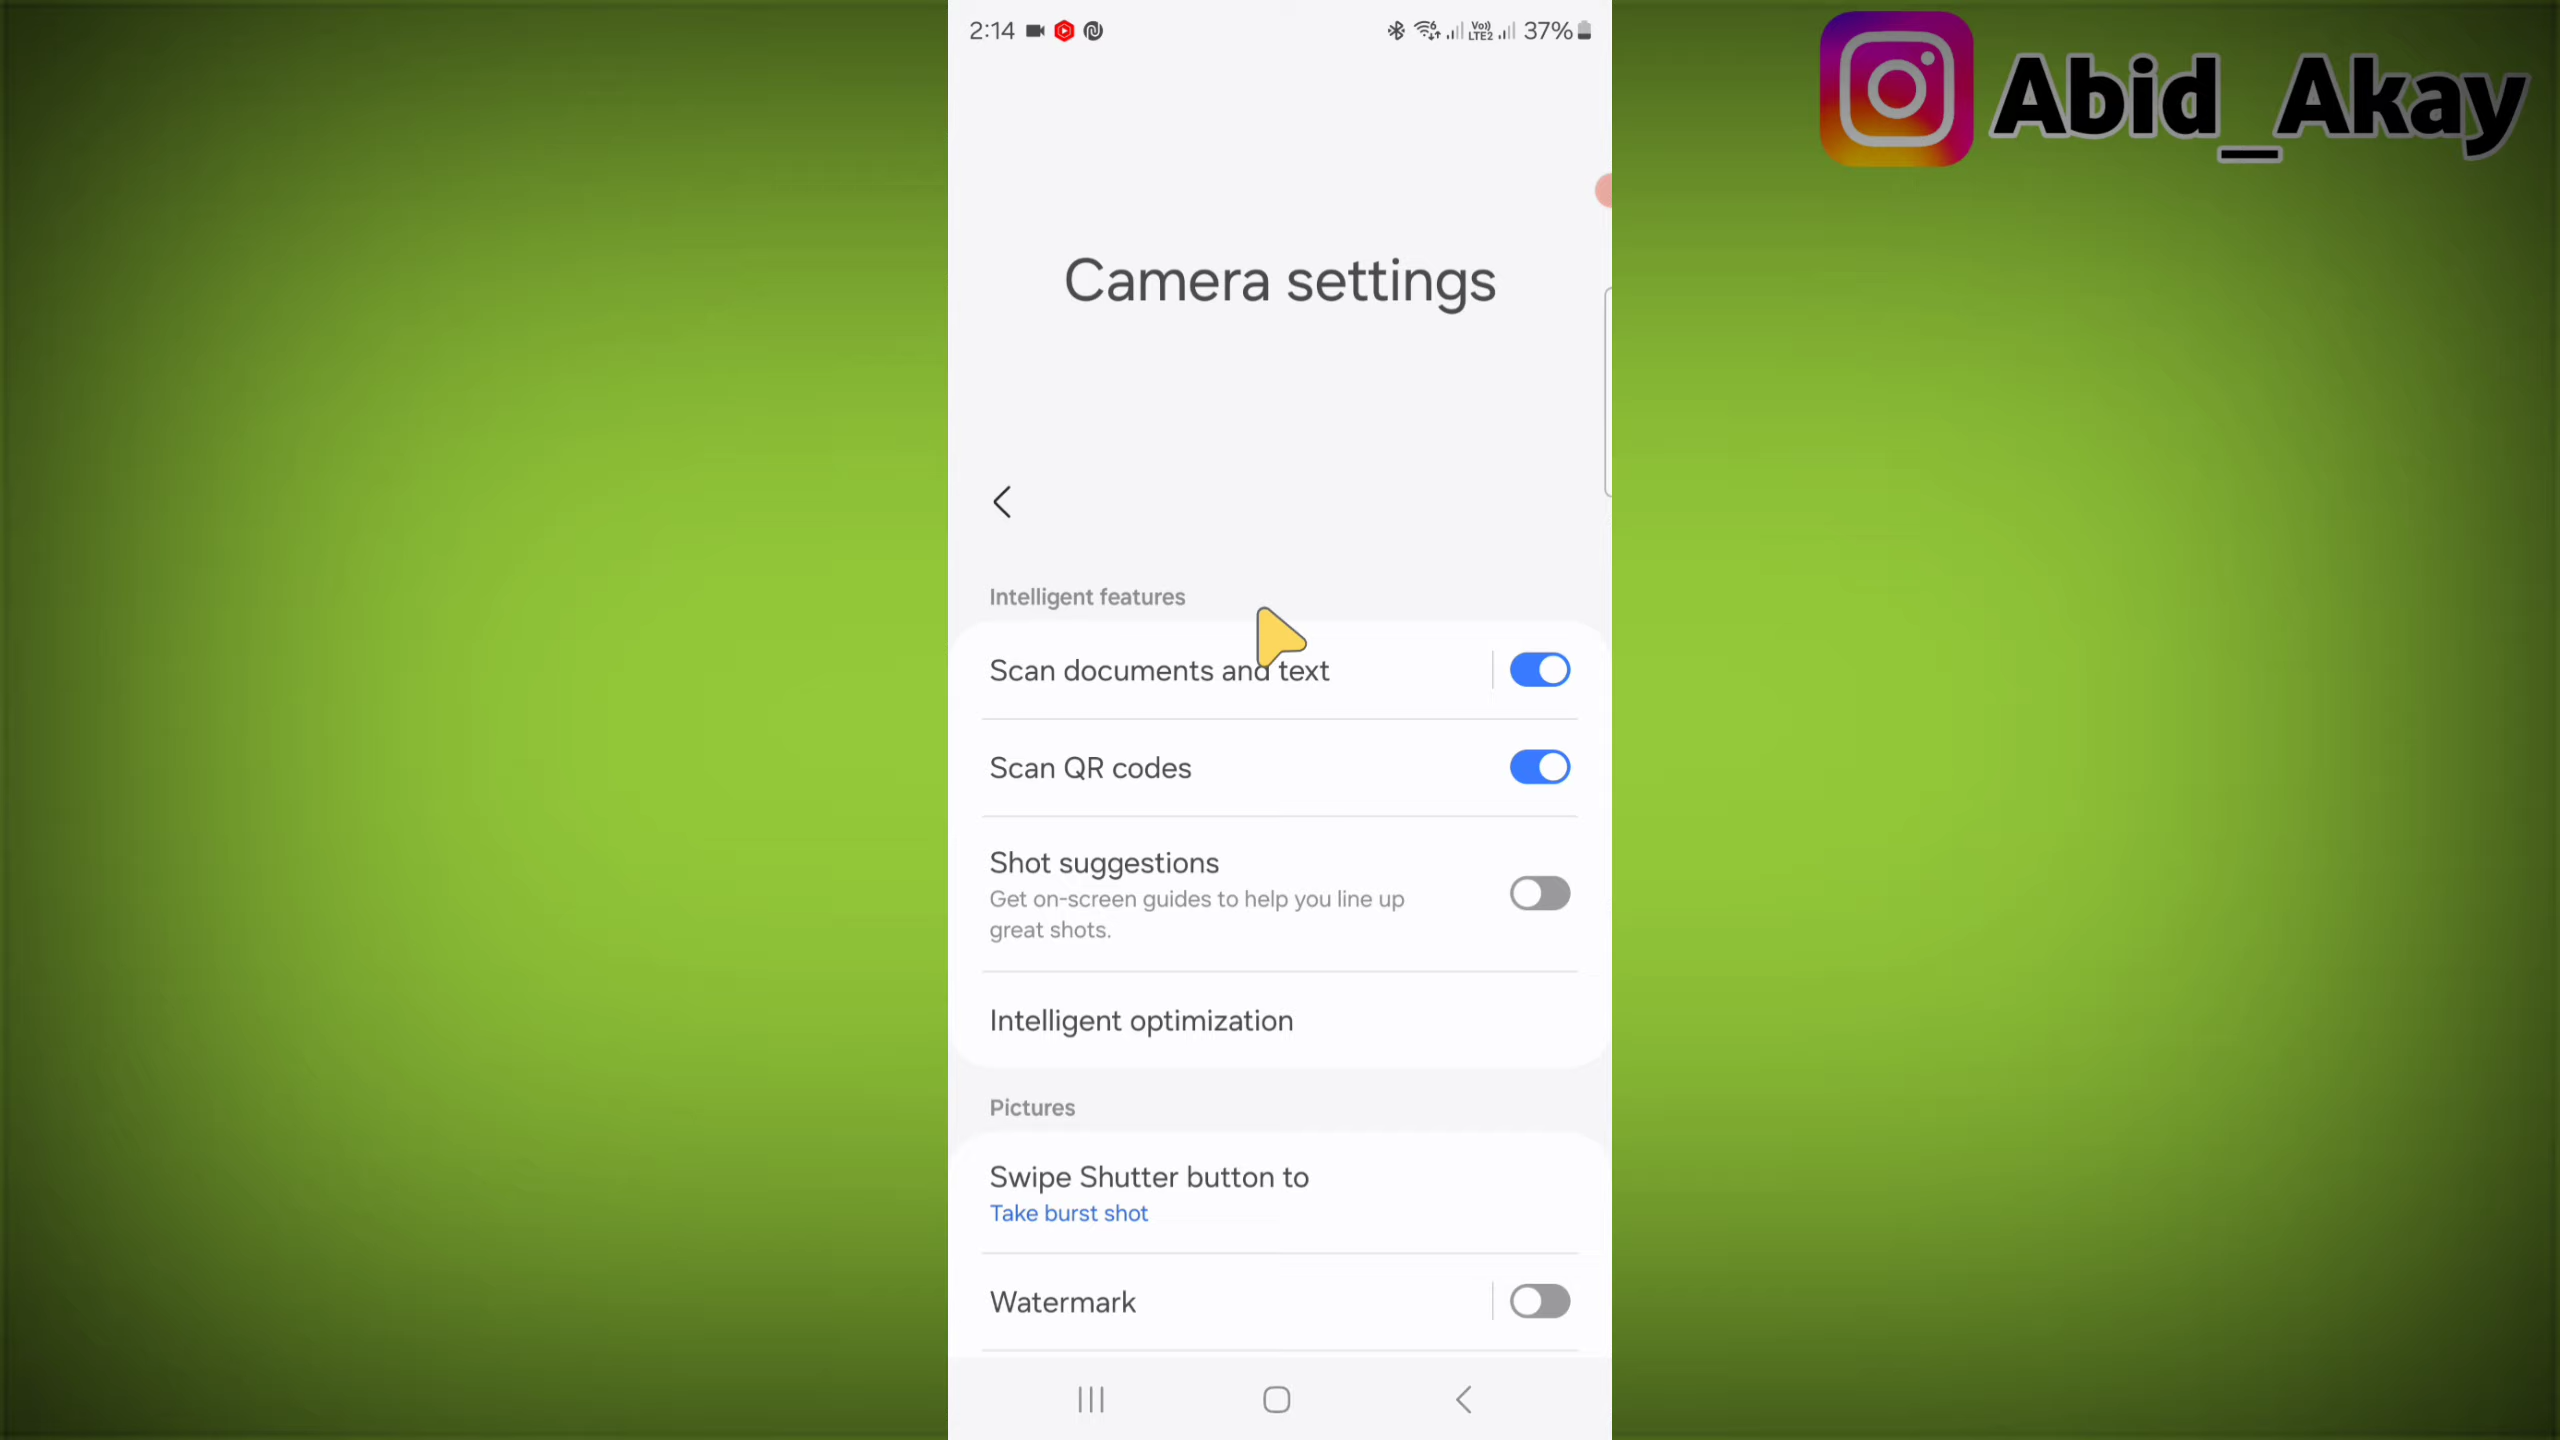 2:14
Vo))
LTE2
37%
Abid_Akay
Camera settings
Intelligent features
Scan documents and text
Scan QR codes
Shot suggestions
Get on-screen guides to help you line up
great shots.
Intelligent optimization
Pictures
Swipe Shutter button to
Take burst shot
Watermark